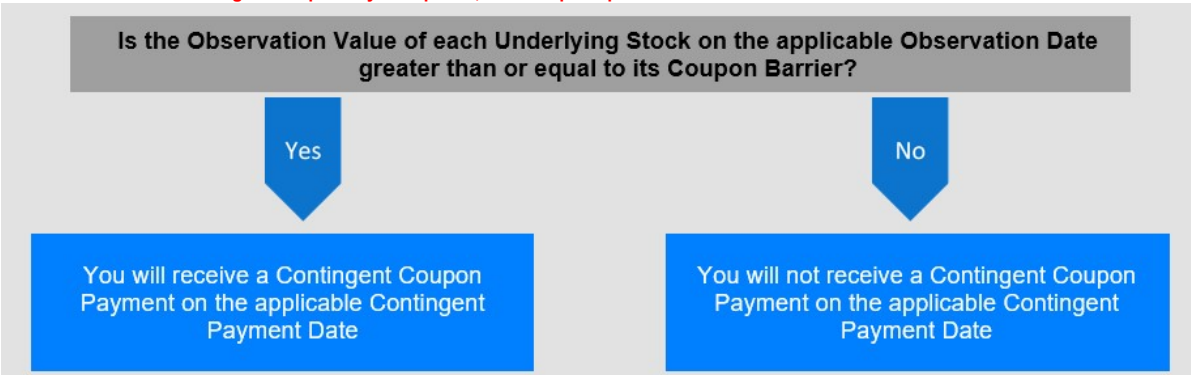 Is the Observation Value of each Underlying Stock on the applicable Observation Date
greater than or equal to its Coupon Barrier?
Yes
No
You will receive a Contingent Coupon
Payment on the applicable Contingent
Payment Date
You will not receive a Contingent Coupon
Payment on the applicable Contingent
Payment Date